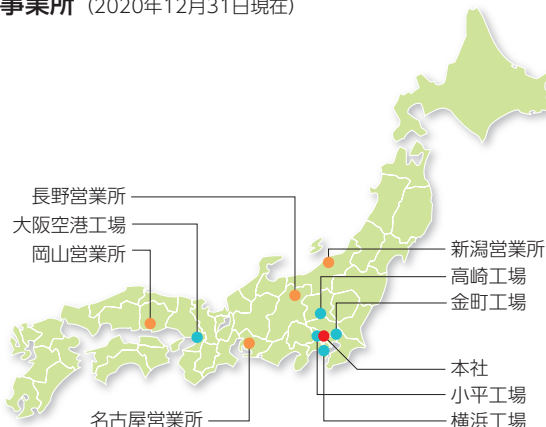 事業所（2020年12月31日現在）
長野営業所
大阪空港工場
岡山営業所
新潟営業所
高崎工場
金町工場
本社
小平工場
名古屋営業所
横浜工場